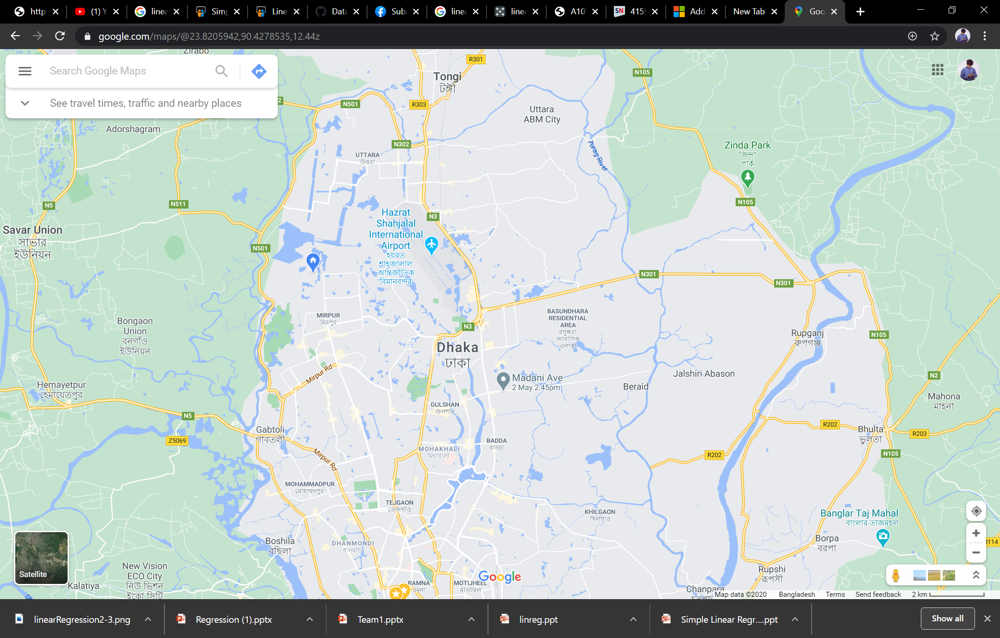 http
(1) Y
linea
Simp
Line
Data
Suba
linea
linea
A10
SN
415
Add
New Tab
Goo
google.com/maps/@23.8205942,90.4278535,12.44z
Zirabo
Search Google Maps
See travel times, traffic and nearby places
R301
N105
Tongi
টঙ্গী
N501
R303
2
Uttara
ABM City
Adorshagram
N302
UTTARA
উত্তরা
Turag River
Zinda Park
জিন্দা
পার্ক
N5
N511
N105
N3
Hazrat
Shahjalal
International
Airport
হযরত
শাহ্জালাল
আন্তর্জাতিক
বিমানবন্দর
Savar Union
সাভার
ইউনিয়ন
N501
N301
N301
MIRPUR
মিরপুর
BASUNDHARA
RESIDENTIAL
AREA
বসুন্ধরা
আবাসিক
এলাকা
Bongaon
Union
বনগাঁও
ইউনিয়ন
N3
Rupganj
রুপগঞ্জ
N105
Dhaka
ঢাকা
Mirpur Rd
Madani Ave
2 May 2:45pm
Jalshiri Abason
Beraid
N2
Hemayetpur
হেমায়েতপুর
Mahona
মাহনা
GULSHAN
গুলশান
N5
Gabtoli
গাবতলী
Z5069
R202
Bhulta
ভুলতা
R203
BADDA
বাড্ডা
MOHAKHALI
মহাখালী
Mirpur Rd
R202
N105
MOHAMMADPUR
মোহাম্মদপুর
TEJGAON
তেজগাঁও
KHILGAON
খিলগাও
Banglar Taj Mahal
বাংলার তাজমহল
Boshila
বছিলা
DHANMONDI
ধানমন্ডি
Borpa
বরপা
R114
New Vision
ECO City
নিউ ভিশন
ইকো সিটি
Satellite
Kalatiya
Rupshi
রূপসী
RAMNA
রমনা
MOTIJHEEL
মতিঝিল
Google
Chanpara
Map data ©2020 Bangladesh Terms Send feedback 2 km
linearRegression2-3.png
Regression (1).pptx
Team1.pptx
linreg.ppt
Simple Linear Regr....ppt
Show all